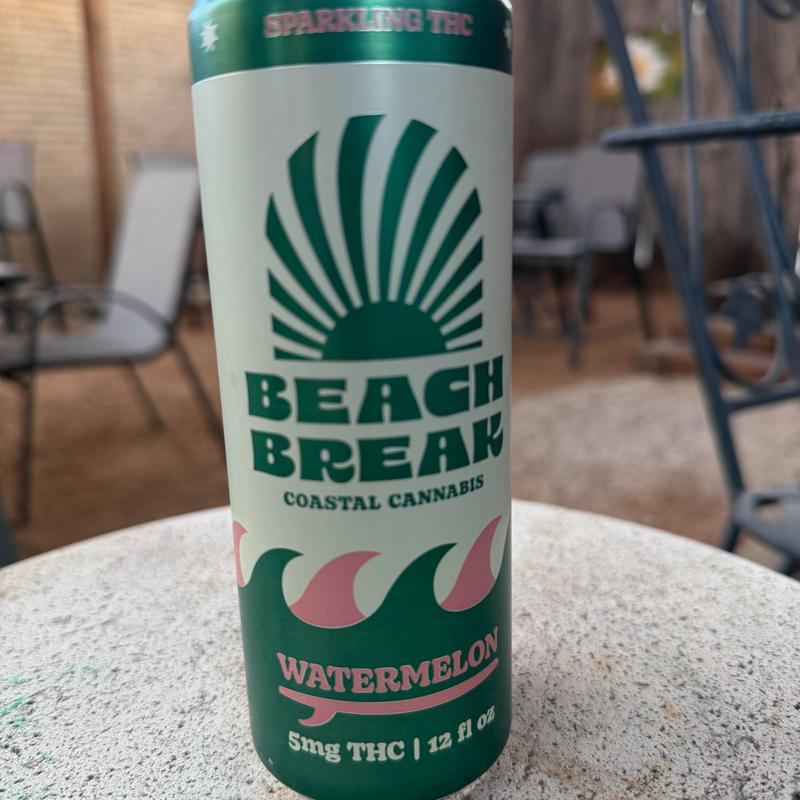 SPARKLING THC
BEACH
BREAK
COASTAL CANNABIS
WATERMELON
5mg THC | 12 fl oz